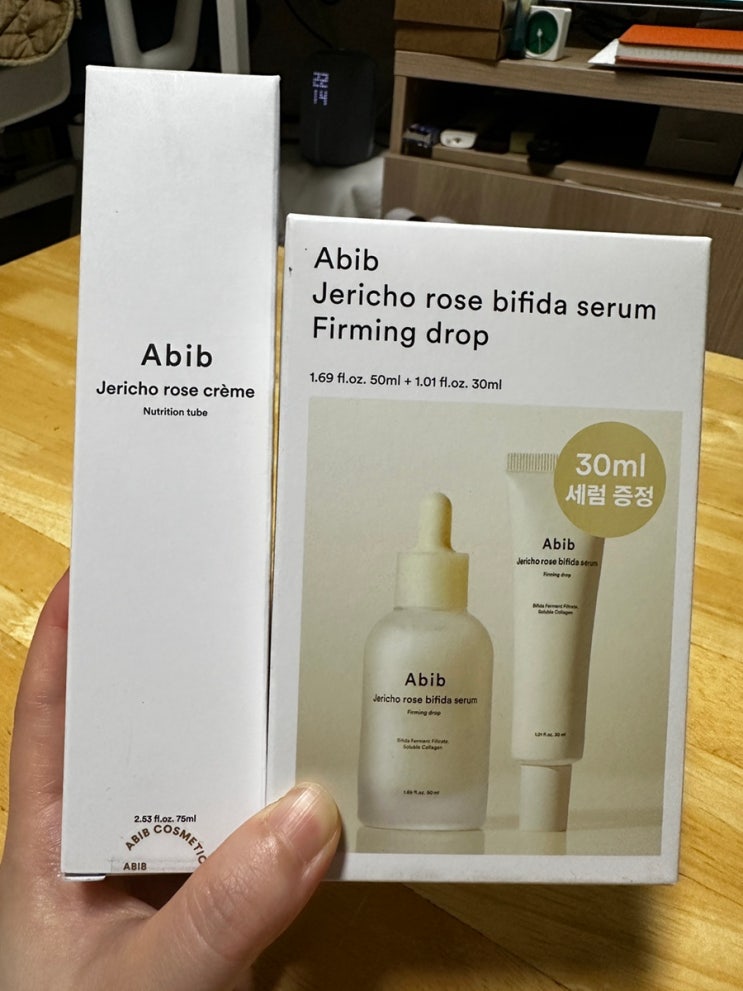 Abib
Jericho rose crème
Nutrition tube
2.53 fl.oz. 75ml
ABIB COSMETIC
ABIB
Abib
Jericho rose bifida serum
Firming drop
1.69 fl.oz. 50ml + 1.01 fl.oz. 30ml
30ml
세럼 증정
Abib
Jericho rose bifida serum
Firming drop
Bifida Ferment Filtrate,
Soluble Collagen
1.01 fl.oz. 30 ml
Abib
Jericho rose bifida serum
Firming drop
Bifida Ferment Filtrate,
Soluble Collagen
1.69 fl.oz. 50 ml